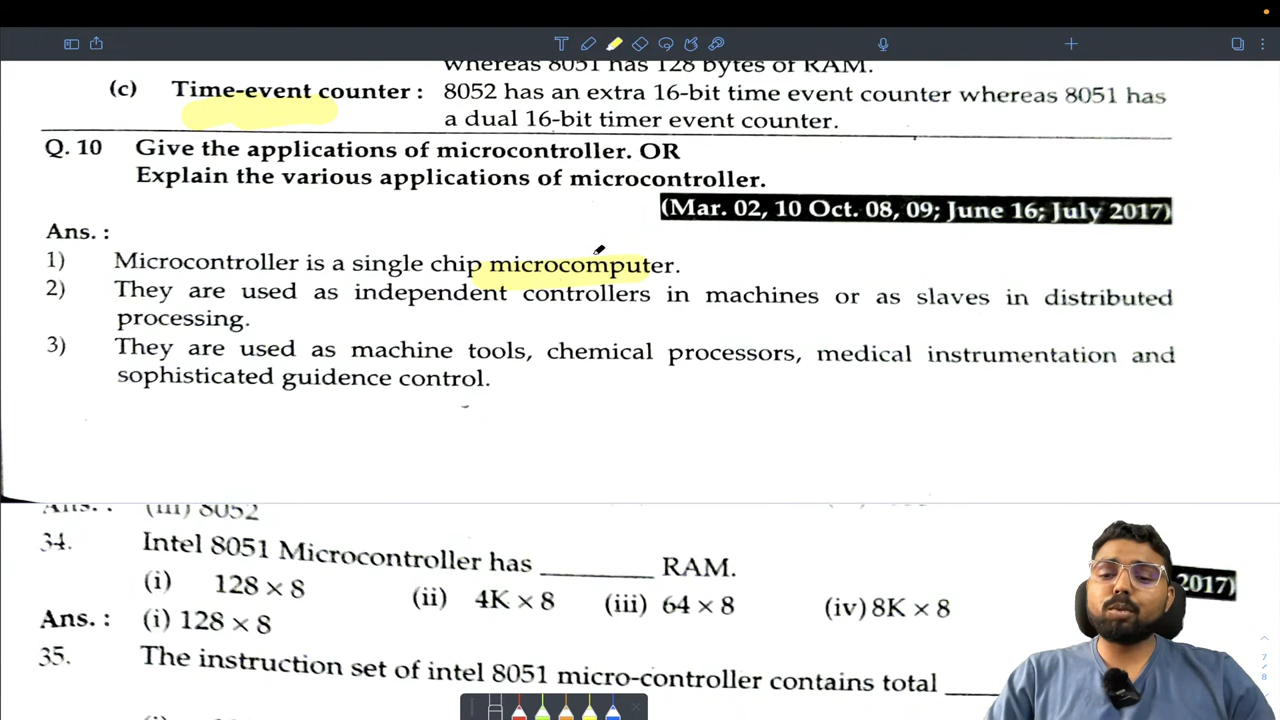 whereas 8051 has 128 bytes of RAM.
(c) Time-event counter : 8052 has an extra 16-bit time event counter whereas 8051 has
a dual 16-bit timer event counter.
Q. 10 Give the applications of microcontroller. OR
Explain the various applications of microcontroller.
(Mar. 02, 10 Oct. 08, 09; June 16; July 2017)
Ans. :
1) Microcontroller is a single chip microcomputer.
2) They are used as independent controllers in machines or as slaves in distributed
processing.
3) They are used as machine tools, chemical processors, medical instrumentation and
sophisticated guidence control.
Ans. : (iii) 8052
34. Intel 8051 Microcontroller has ________ RAM.
2017)
(i) 128 × 8 (ii) 4K × 8 (iii) 64 × 8 (iv) 8K × 8
Ans. : (i) 128 × 8
35. The instruction set of intel 8051 micro-controller contains total ____
7/8